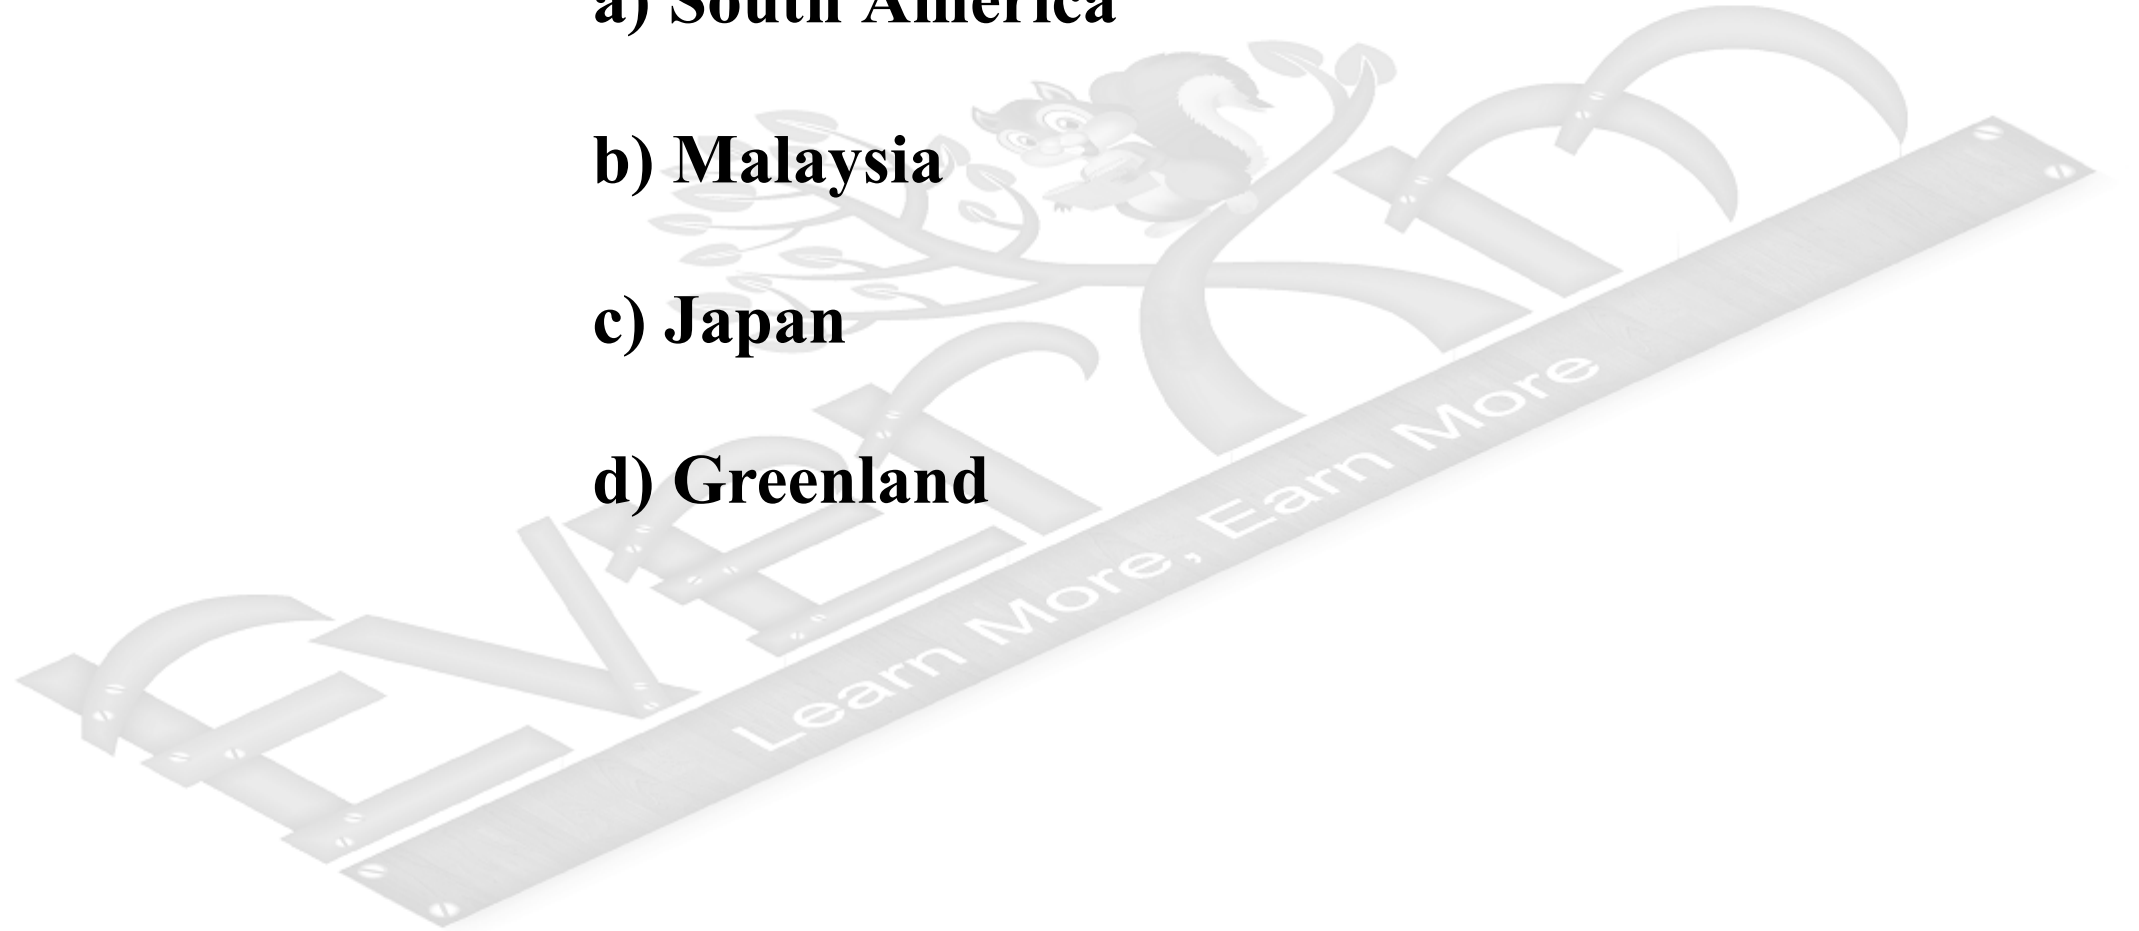 a) South America
b) Malaysia
c) Japan
d) Greenland
Learn More, Earn More